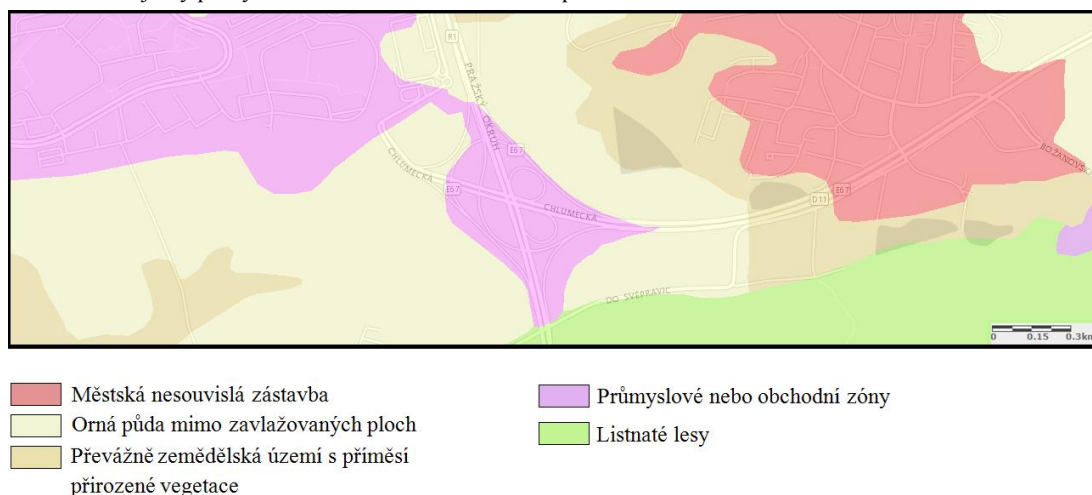 R1
PRAŽSKÝ OKRUH
E67
CHLUMECKÁ
E67
CHLUMECKÁ
D11
E67
DO SVÉPRAVIC
0 0.15 0.3km
Městská nesouvislá zástavba
Orná půda mimo zavlažovaných ploch
Převážně zemědělská území s příměsí
přirozené vegetace
Průmyslové nebo obchodní zóny
Listnaté lesy